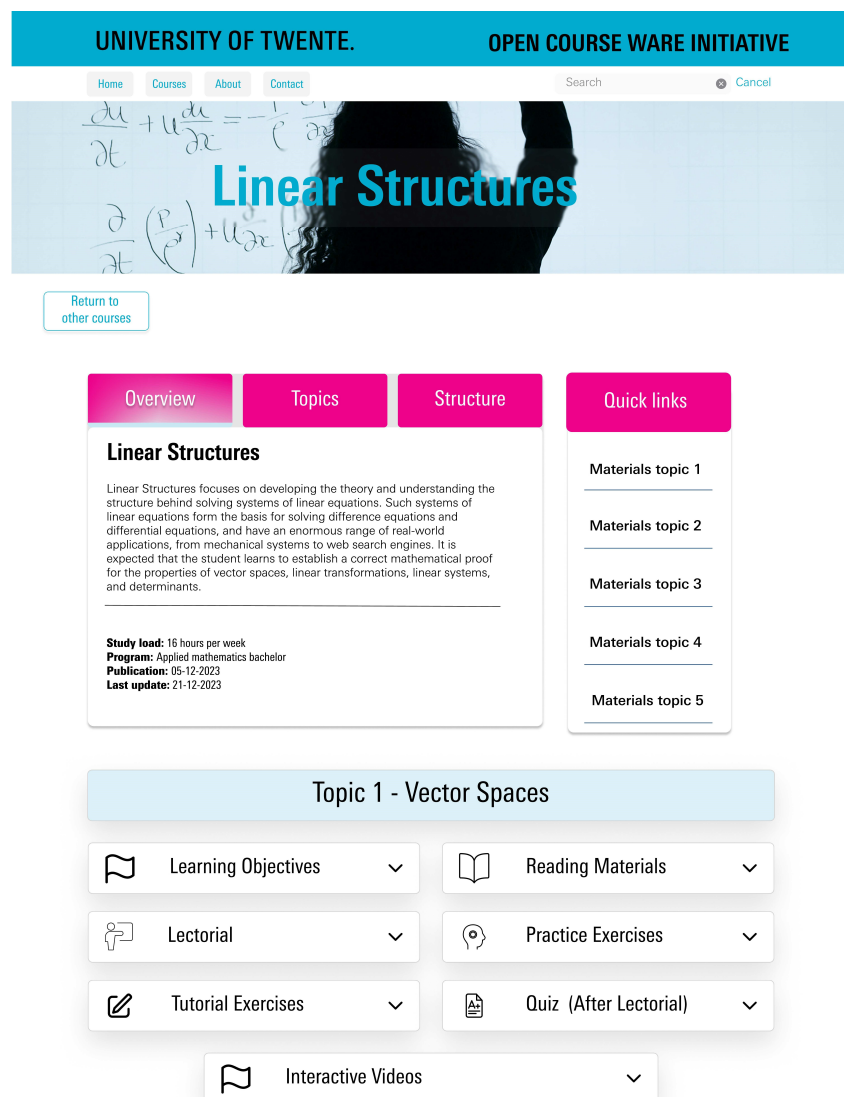 UNIVERSITY OF TWENTE.
OPEN COURSE WARE INITIATIVE
Home
Courses
About
Contact
Search
Cancel
Linear Structures
Return to
other courses
Overview
Topics
Structure
Quick links
Linear Structures
Linear Structures focuses on developing the theory and understanding the
structure behind solving systems of linear equations. Such systems of
linear equations form the basis for solving difference equations and
differential equations, and have an enormous range of real-world
applications, from mechanical systems to web search engines. It is
expected that the student learns to establish a correct mathematical proof
for the properties of vector spaces, linear transformations, linear systems,
and determinants.
Study load: 16 hours per week
Program: Applied mathematics bachelor
Publication: 05-12-2023
Last update: 21-12-2023
Materials topic 1
Materials topic 2
Materials topic 3
Materials topic 4
Materials topic 5
Topic 1 - Vector Spaces
Learning Objectives
Reading Materials
Lectorial
Practice Exercises
Tutorial Exercises
A+
Quiz (After Lectorial)
Interactive Videos